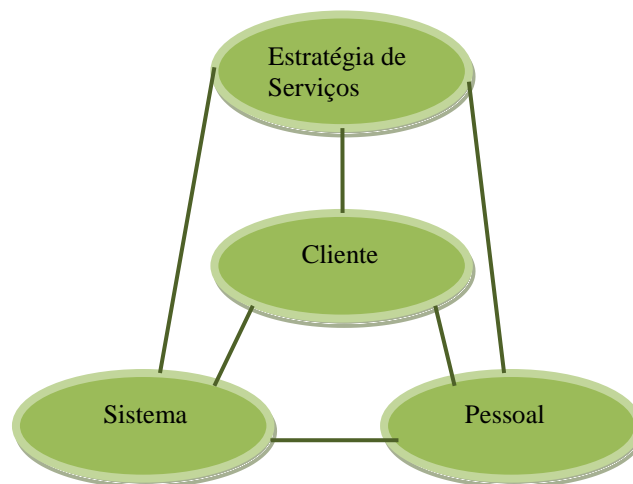 Estratégia de
Serviços
Cliente
Sistema
Pessoal